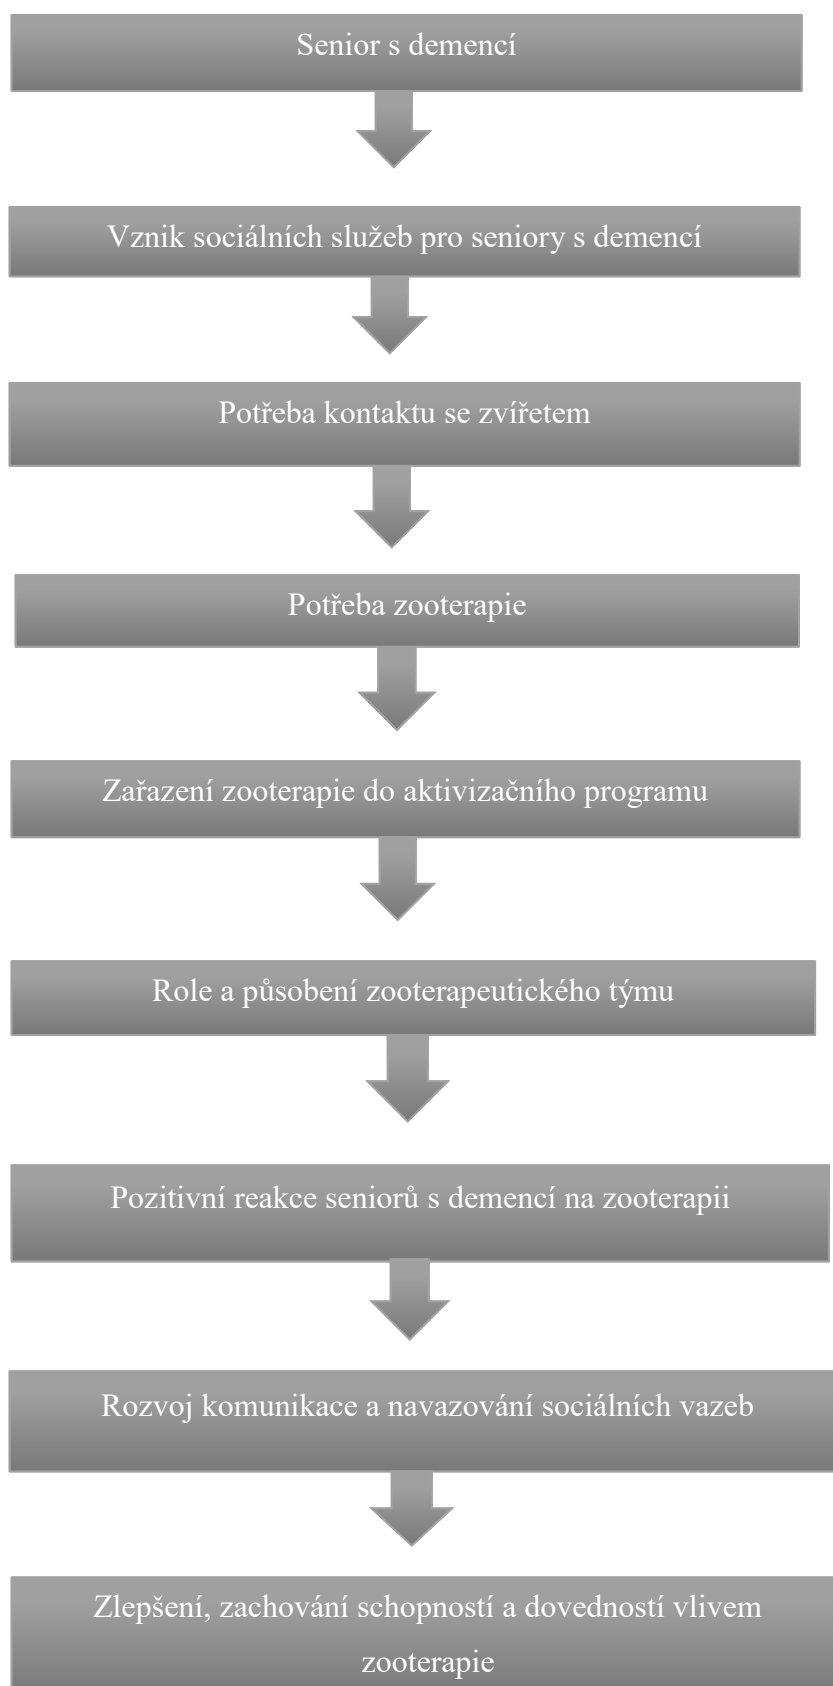 Senior s demencí
Vznik sociálních služeb pro seniory s demencí
Potřeba kontaktu se zvířetem
Potřeba zooterapie
Zařazení zooterapie do aktivizačního programu
Role a působení zooterapeutického týmu
Pozitivní reakce seniorů s demencí na zooterapii
Rozvoj komunikace a navazování sociálních vazeb
Zlepšení, zachování schopností a dovedností vlivem
zooterapie